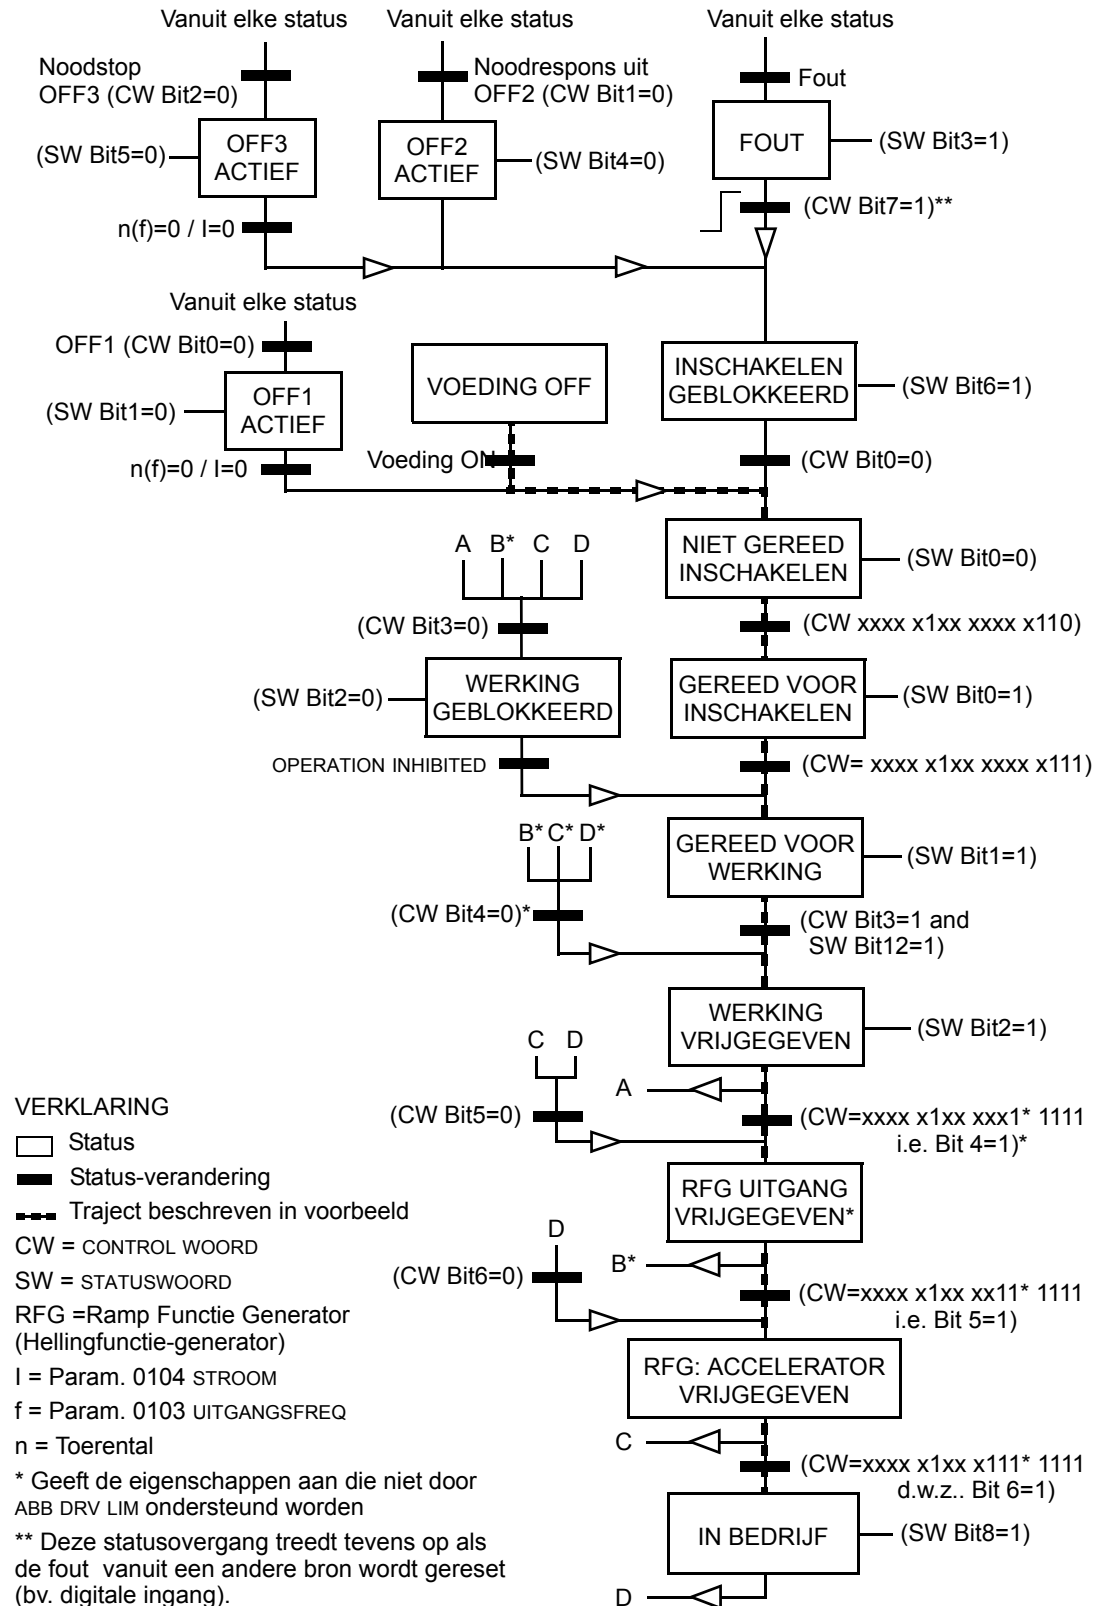 Vanuit elke status
Vanuit elke status
Vanuit elke status
Noodstop
OFF3 (CW Bit2=0)
Noodrespons uit
OFF2 (CW Bit1=0)
Fout
(SW Bit5=0)
OFF3
ACTIEF
OFF2
ACTIEF
(SW Bit4=0)
FOUT
(SW Bit3=1)
(CW Bit7=1)**
n(f)=0 / I=0
Vanuit elke status
OFF1 (CW Bit0=0)
(SW Bit1=0)
OFF1
ACTIEF
VOEDING OFF
INSCHAKELEN
GEBLOKKEERD
(SW Bit6=1)
n(f)=0 / I=0
Voeding ON
(CW Bit0=0)
A B* C D
NIET GEREED
INSCHAKELEN
(SW Bit0=0)
(CW Bit3=0)
(CW xxxx x1xx xxxx x110)
(SW Bit2=0)
WERKING
GEBLOKKEERD
GEREED VOOR
INSCHAKELEN
(SW Bit0=1)
OPERATION INHIBITED
(CW= xxxx x1xx xxxx x111)
B* C* D*
GEREED VOOR
WERKING
(SW Bit1=1)
(CW Bit4=0)*
(CW Bit3=1 and
SW Bit12=1)
WERKING
VRIJGEGEVEN
(SW Bit2=1)
C D
A
(CW Bit5=0)
(CW=xxxx x1xx xxx1* 1111
i.e. Bit 4=1)*
RFG UITGANG
VRIJGEGEVEN*
D
B*
(CW Bit6=0)
(CW=xxxx x1xx xx11* 1111
i.e. Bit 5=1)
RFG: ACCELERATOR
VRIJGEGEVEN
C
(CW=xxxx x1xx x111* 1111
d.w.z.. Bit 6=1)
IN BEDRIJF
(SW Bit8=1)
D
VERKLARING
Status
Status-verandering
Traject beschreven in voorbeeld
CW = CONTROL WOORD
SW = STATUSWOORD
RFG =Ramp Functie Generator
(Hellingfunctie-generator)
I = Param. 0104 STROOM
f = Param. 0103 UITGANGSFREQ
n = Toerental
* Geeft de eigenschappen aan die niet door
ABB DRV LIM ondersteund worden
** Deze statusovergang treedt tevens op als
de fout vanuit een andere bron wordt gereset
(bv. digitale ingang).